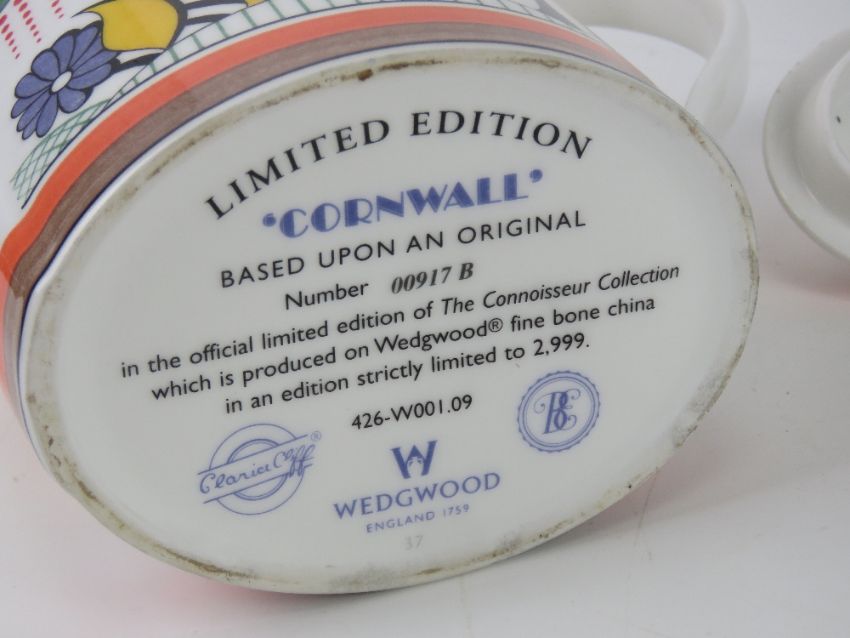 LIMITED EDITION
‘CORNWALL’
BASED UPON AN ORIGINAL
Number 00917 B
in the official limited edition of The Connoisseur Collection
which is produced on Wedgwood® fine bone china
in an edition strictly limited to 2,999.
426-W001.09
Clarice Cliff ®
BE
W
WEDGWOOD
ENGLAND 1759
37